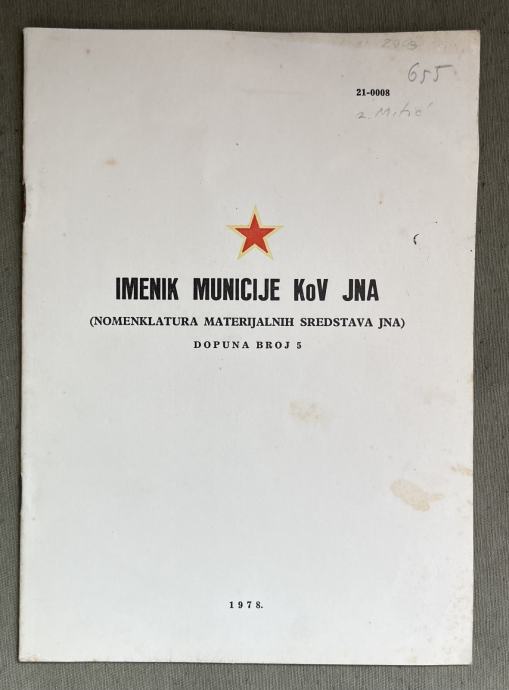 655
21-0008
IMENIK MUNICIJE KoV JNA
(NOMENKLATURA MATERIJALNIH SREDSTAVA JNA)
DOPUNA BROJ 5
1978.